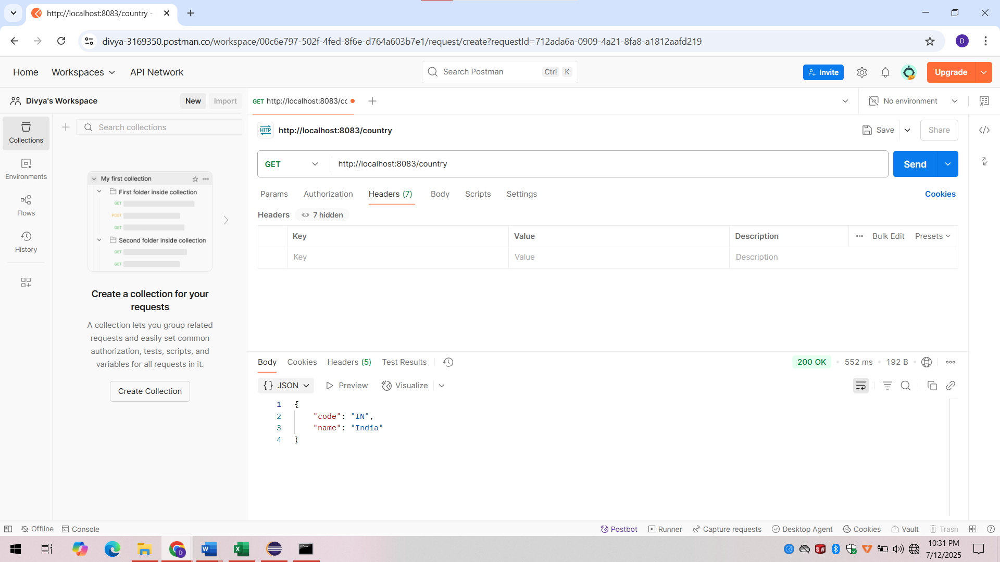 http://localhost:8083/country -
divya-3169350.postman.co/workspace/00c6e797-502f-4fed-8f6e-d764a603b7e1/request/create?requestId=712ada6a-0909-4a21-8fa8-a1812aafd219
D
Home Workspaces API Network
Search Postman Ctrl K
Invite
Upgrade
Divya's Workspace New Import
GET http://localhost:8083/cc
No environment
Collections
Search collections
HTTP http://localhost:8083/country
Save Share
Environments
GET http://localhost:8083/country
Send
My first collection
First folder inside collection
GET
POST
GET
Second folder inside collection
GET
GET
Flows
History
Params Authorization Headers (7) Body Scripts Settings
Cookies
Headers 7 hidden
Key Value Description Bulk Edit Presets
Key Value Description
Create a collection for your
requests
A collection lets you group related
requests and easily set common
authorization, tests, scripts, and
variables for all requests in it.
Create Collection
Body Cookies Headers (5) Test Results
200 OK 552 ms 192 B
{} JSON Preview Visualize
1 {
2 "code": "IN",
3 "name": "India"
4 }
Offline Console
Postbot Runner Capture requests Desktop Agent Cookies Vault Trash
10:31 PM
7/12/2025